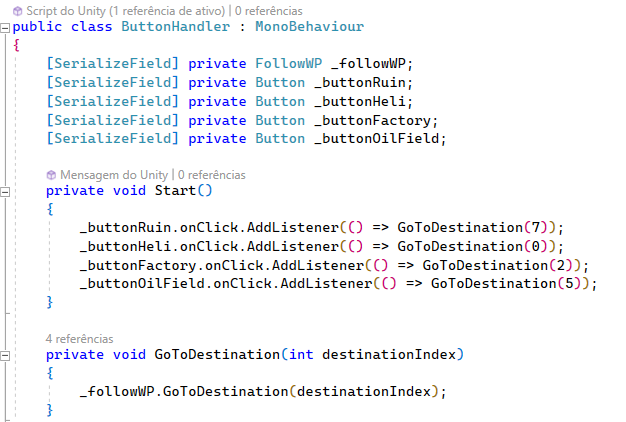 Script do Unity (1 referência de ativo) | 0 referências
public class ButtonHandler : MonoBehaviour
{
    [SerializeField] private FollowWP _followWP;
    [SerializeField] private Button _buttonRuin;
    [SerializeField] private Button _buttonHeli;
    [SerializeField] private Button _buttonFactory;
    [SerializeField] private Button _buttonOilField;
    Mensagem do Unity | 0 referências
    private void Start()
    {
        _buttonRuin.onClick.AddListener(() => GoToDestination(7));
        _buttonHeli.onClick.AddListener(() => GoToDestination(0));
        _buttonFactory.onClick.AddListener(() => GoToDestination(2));
        _buttonOilField.onClick.AddListener(() => GoToDestination(5));
    }
    4 referências
    private void GoToDestination(int destinationIndex)
    {
        _followWP.GoToDestination(destinationIndex);
    }